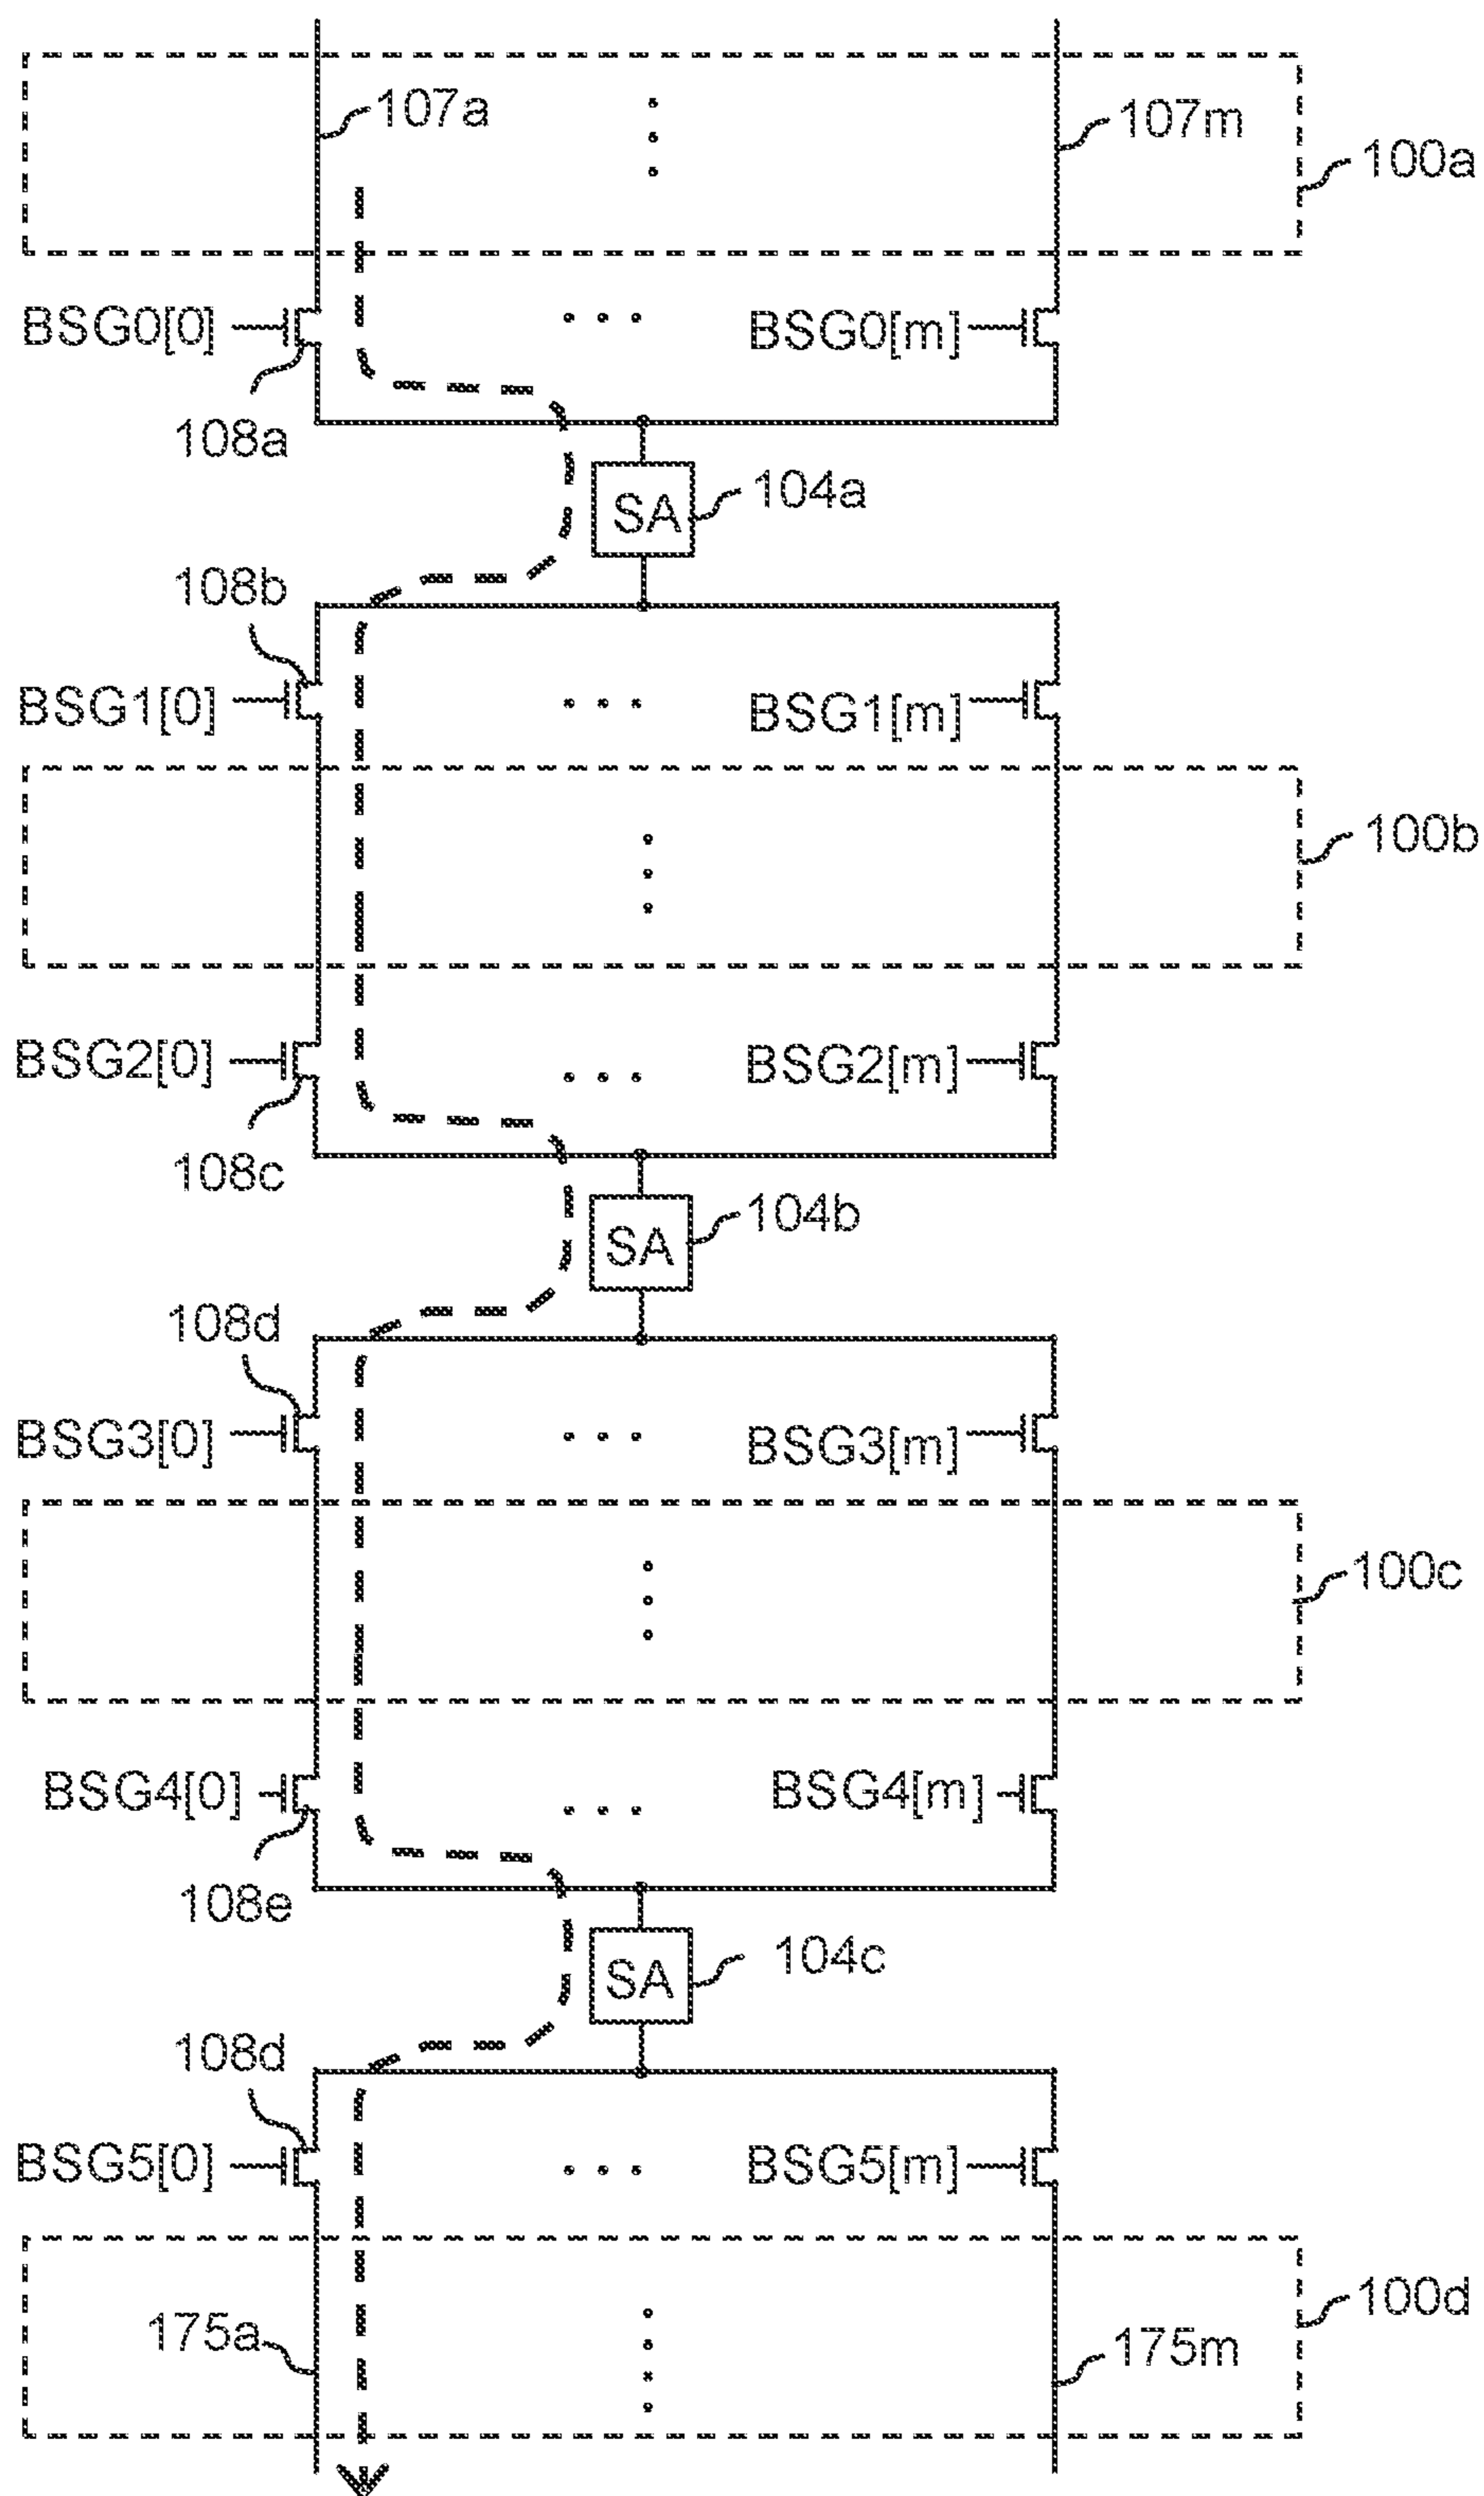 107a
107m
100a
BSG0[0]
BSG0[m]
108a
SA
104a
108b
BSG1[0]
BSG1[m]
100b
BSG2[0]
BSG2[m]
108c
SA
104b
108d
BSG3[0]
BSG3[m]
100c
BSG4[0]
BSG4[m]
108e
SA
104c
108d
BSG5[0]
BSG5[m]
100d
175a
175m